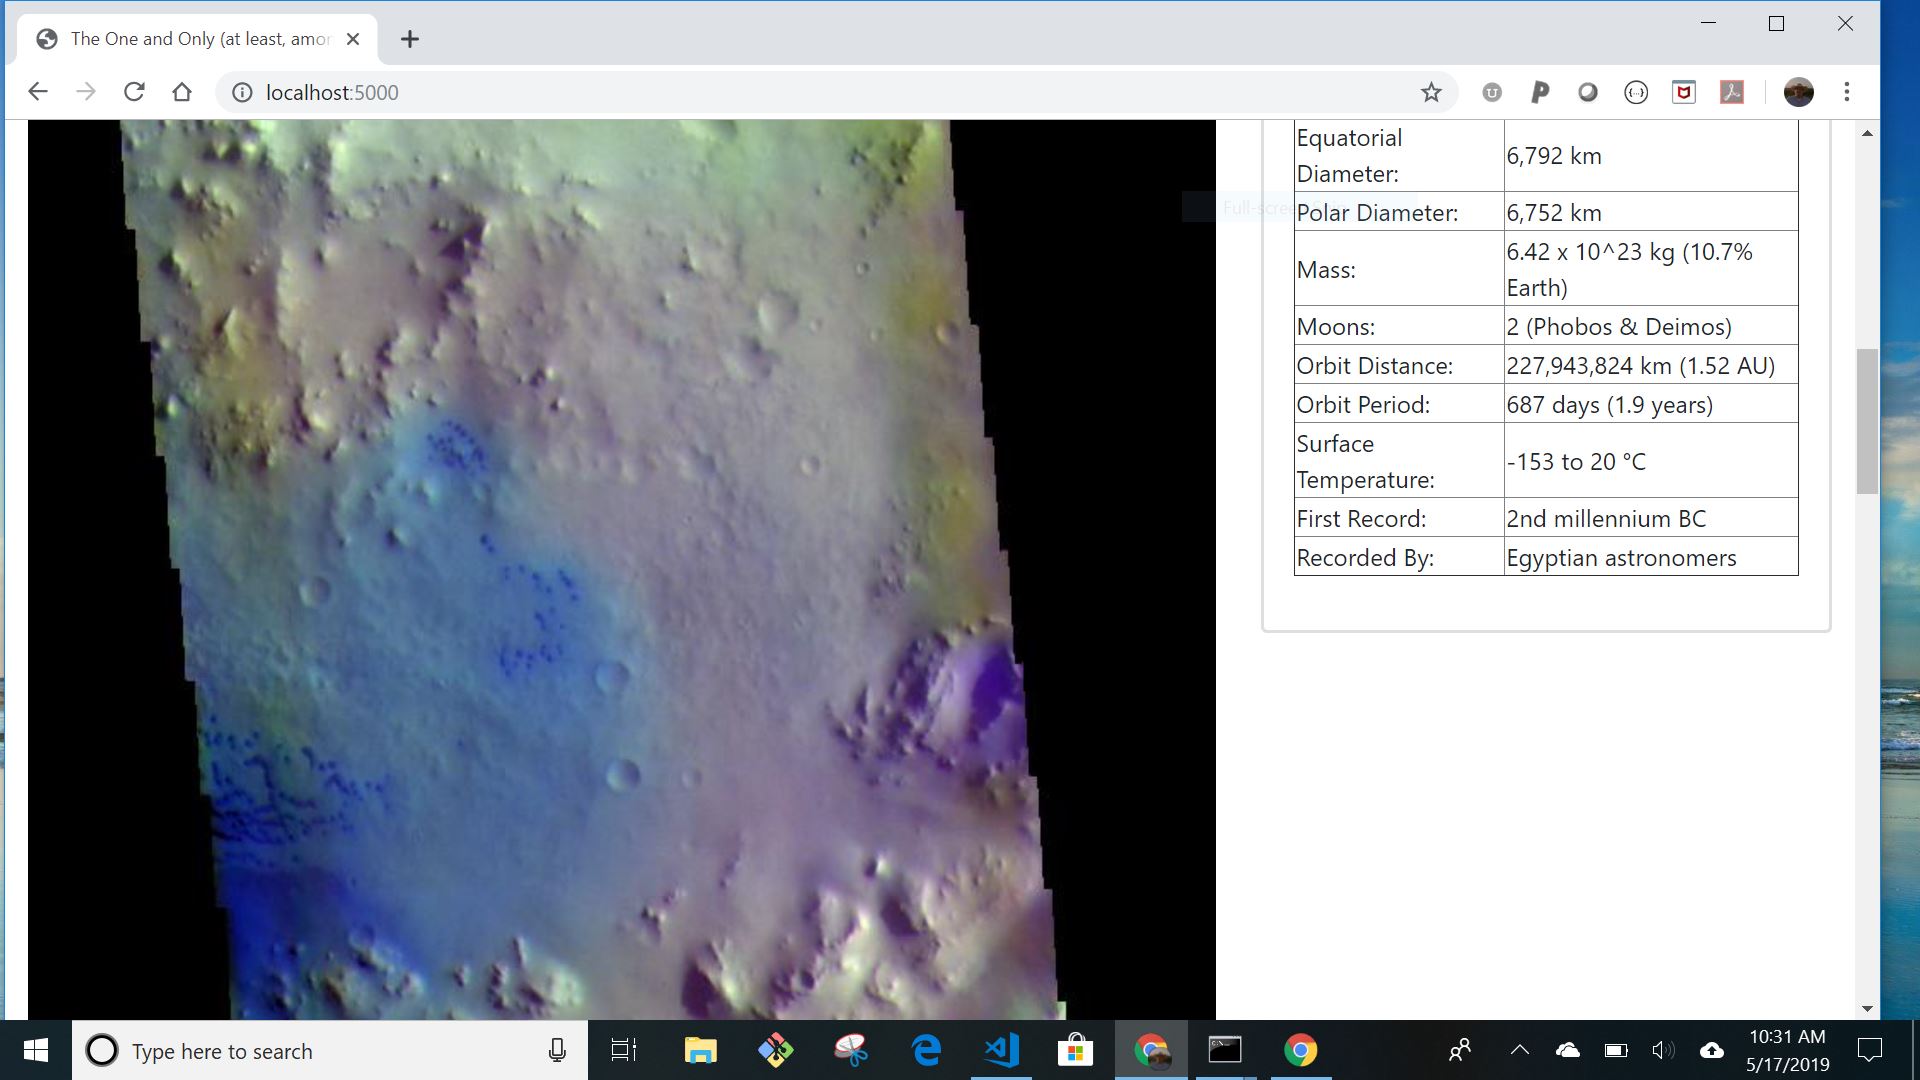 The One and Only (at least, amor
localhost:5000
Equatorial
Diameter:
6,792 km
Full-scree
Polar Diameter:
6,752 km
Mass:
6.42 x 10^23 kg (10.7%
Earth)
Moons:
2 (Phobos & Deimos)
Orbit Distance:
227,943,824 km (1.52 AU)
Orbit Period:
687 days (1.9 years)
Surface
Temperature:
-153 to 20 °C
First Record:
2nd millennium BC
Recorded By:
Egyptian astronomers
Type here to search
10:31 AM
5/17/2019